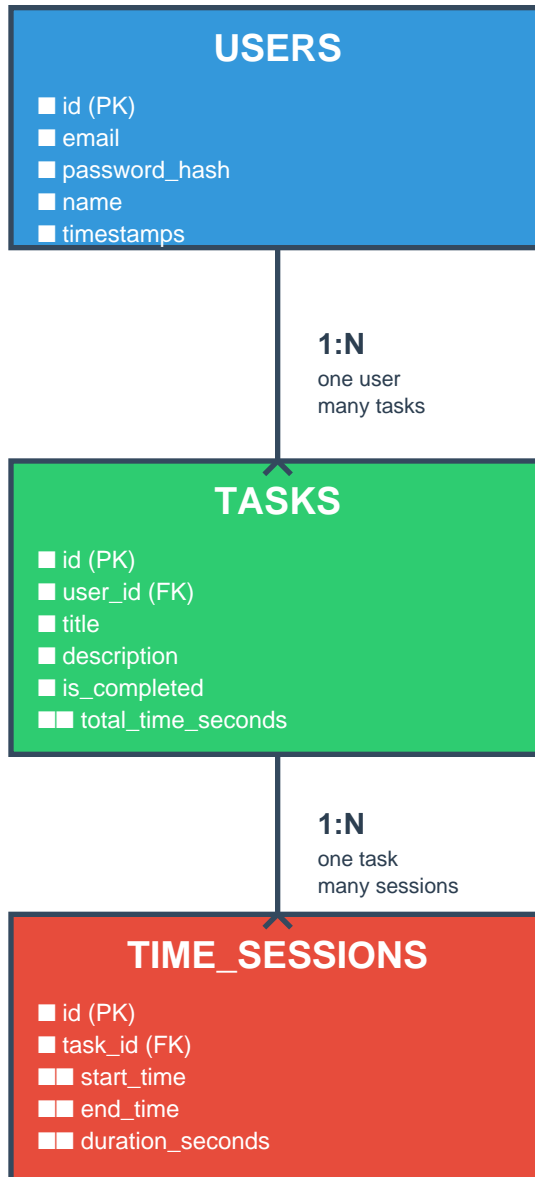 USERS
■ id (PK)
■ email
■ password_hash
■ name
■ timestamps
1:N
one user
many tasks
TASKS
■ id (PK)
■ user_id (FK)
■ title
■ description
■ is_completed
■■ total_time_seconds
1:N
one task
many sessions
TIME_SESSIONS
■ id (PK)
■ task_id (FK)
■■ start_time
■■ end_time
■■ duration_seconds